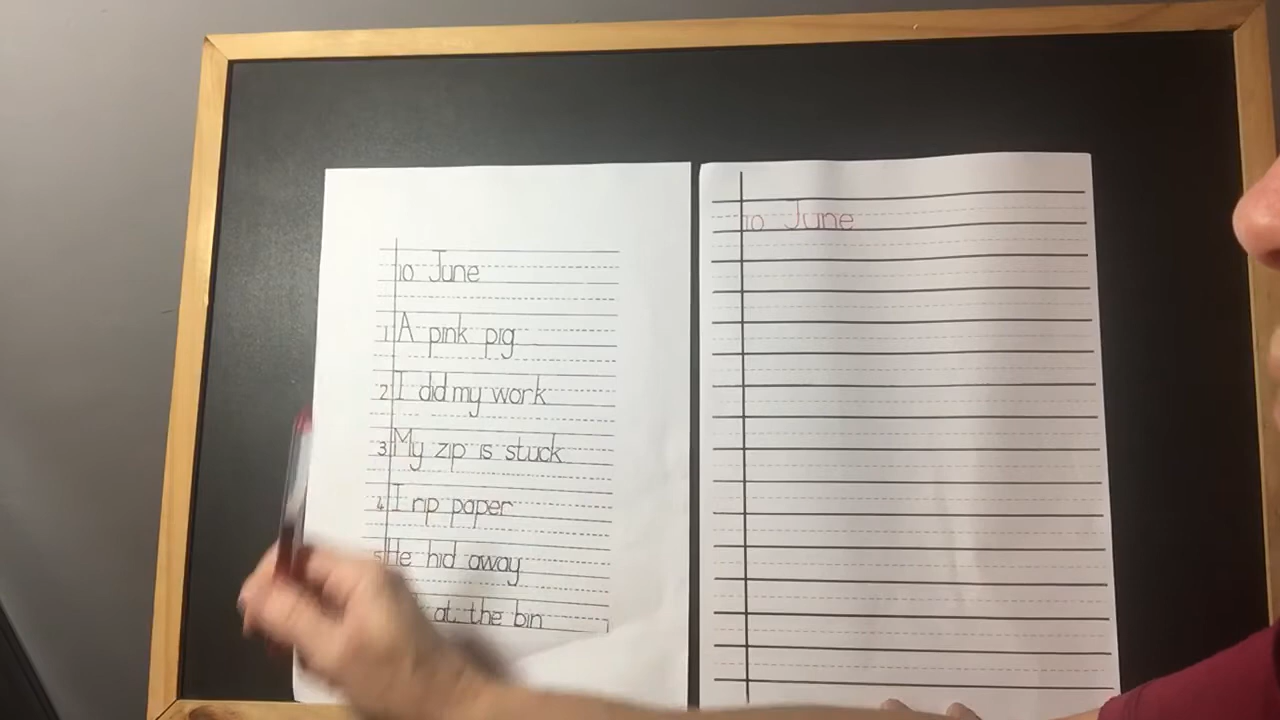 10 June
1 A pink pig
2 I did my work
3 My zip is stuck
4 I rip paper
5 He hid away
at the bin
10 June